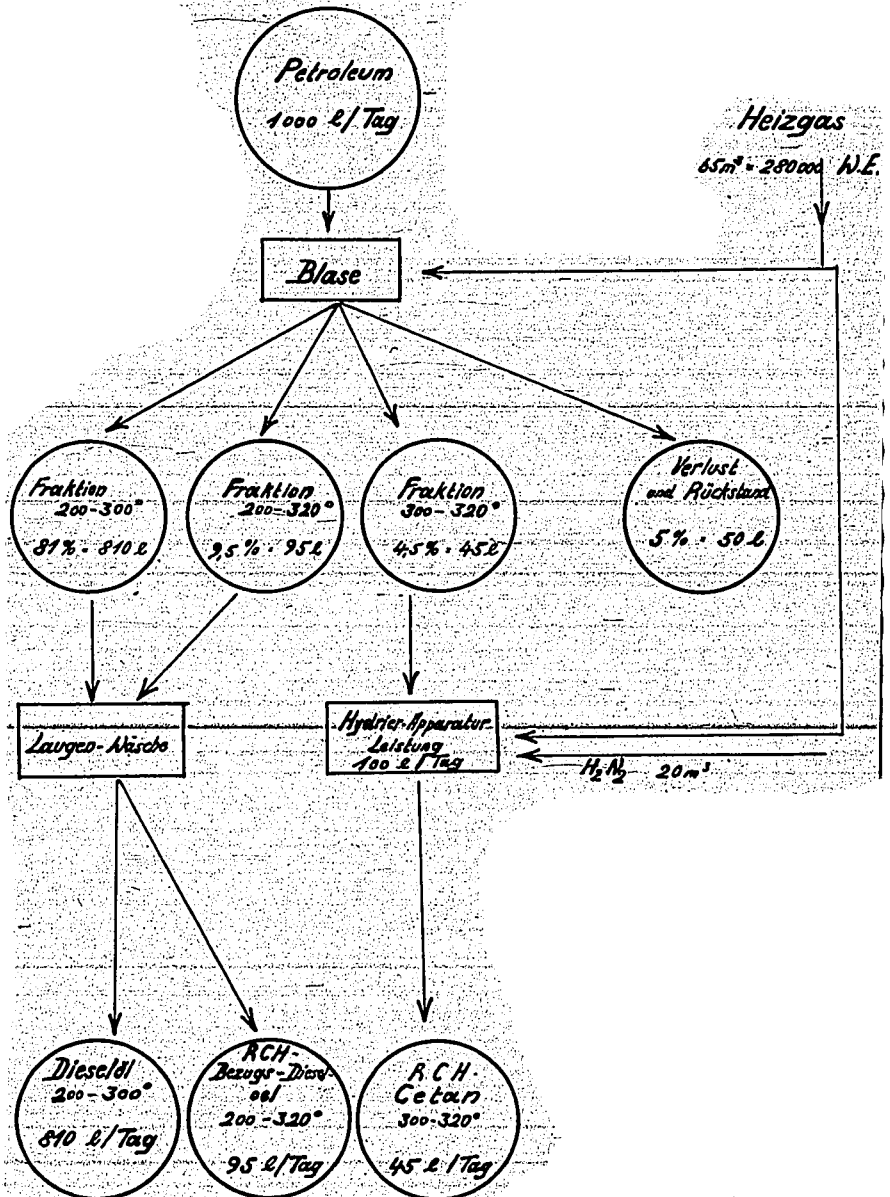 Petroleum
1000 l/Tag
Heizgas
65m³ = 280000 W.E.
Blase
Fraktion
200-300°
81% = 810 l
Fraktion
200-320°
9,5% = 95 l
Fraktion
300-320°
4,5% = 45 l
Verlust
und Rückstand
5% = 50 l
Laugen-Wäsche
Hydrier-Apparatur
Leistung
100 l/Tag
H₂N₂ 20m³
Dieselöl
200-300°
810 l/Tag
RCH-
Bezugs-Diesel-
oel
200-320°
95 l/Tag
R.C.H.-
Cetan
300-320°
45 l/Tag